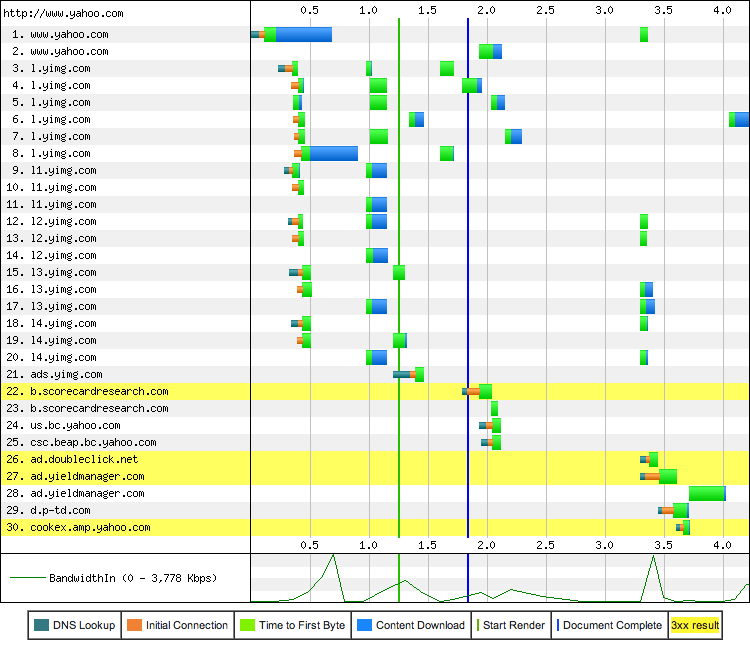 http://www.yahoo.com 0.5 1.0 1.5 2.0 2.5 3.0 3.5 4.0
1. www.yahoo.com
2. www.yahoo.com
3. l.yimg.com
4. l.yimg.com
5. l.yimg.com
6. l.yimg.com
7. l.yimg.com
8. l.yimg.com
9. l1.yimg.com
10. l1.yimg.com
11. l1.yimg.com
12. l2.yimg.com
13. l2.yimg.com
14. l2.yimg.com
15. l3.yimg.com
16. l3.yimg.com
17. l3.yimg.com
18. l4.yimg.com
19. l4.yimg.com
20. l4.yimg.com
21. ads.yimg.com
22. b.scorecardresearch.com
23. b.scorecardresearch.com
24. us.bc.yahoo.com
25. csc.beap.bc.yahoo.com
26. ad.doubleclick.net
27. ad.yieldmanager.com
28. ad.yieldmanager.com
29. d.p-td.com
30. cookex.amp.yahoo.com
0.5 1.0 1.5 2.0 2.5 3.0 3.5 4.0
BandwidthIn (0 - 3,778 Kbps)
DNS Lookup Initial Connection Time to First Byte Content Download Start Render Document Complete 3xx result